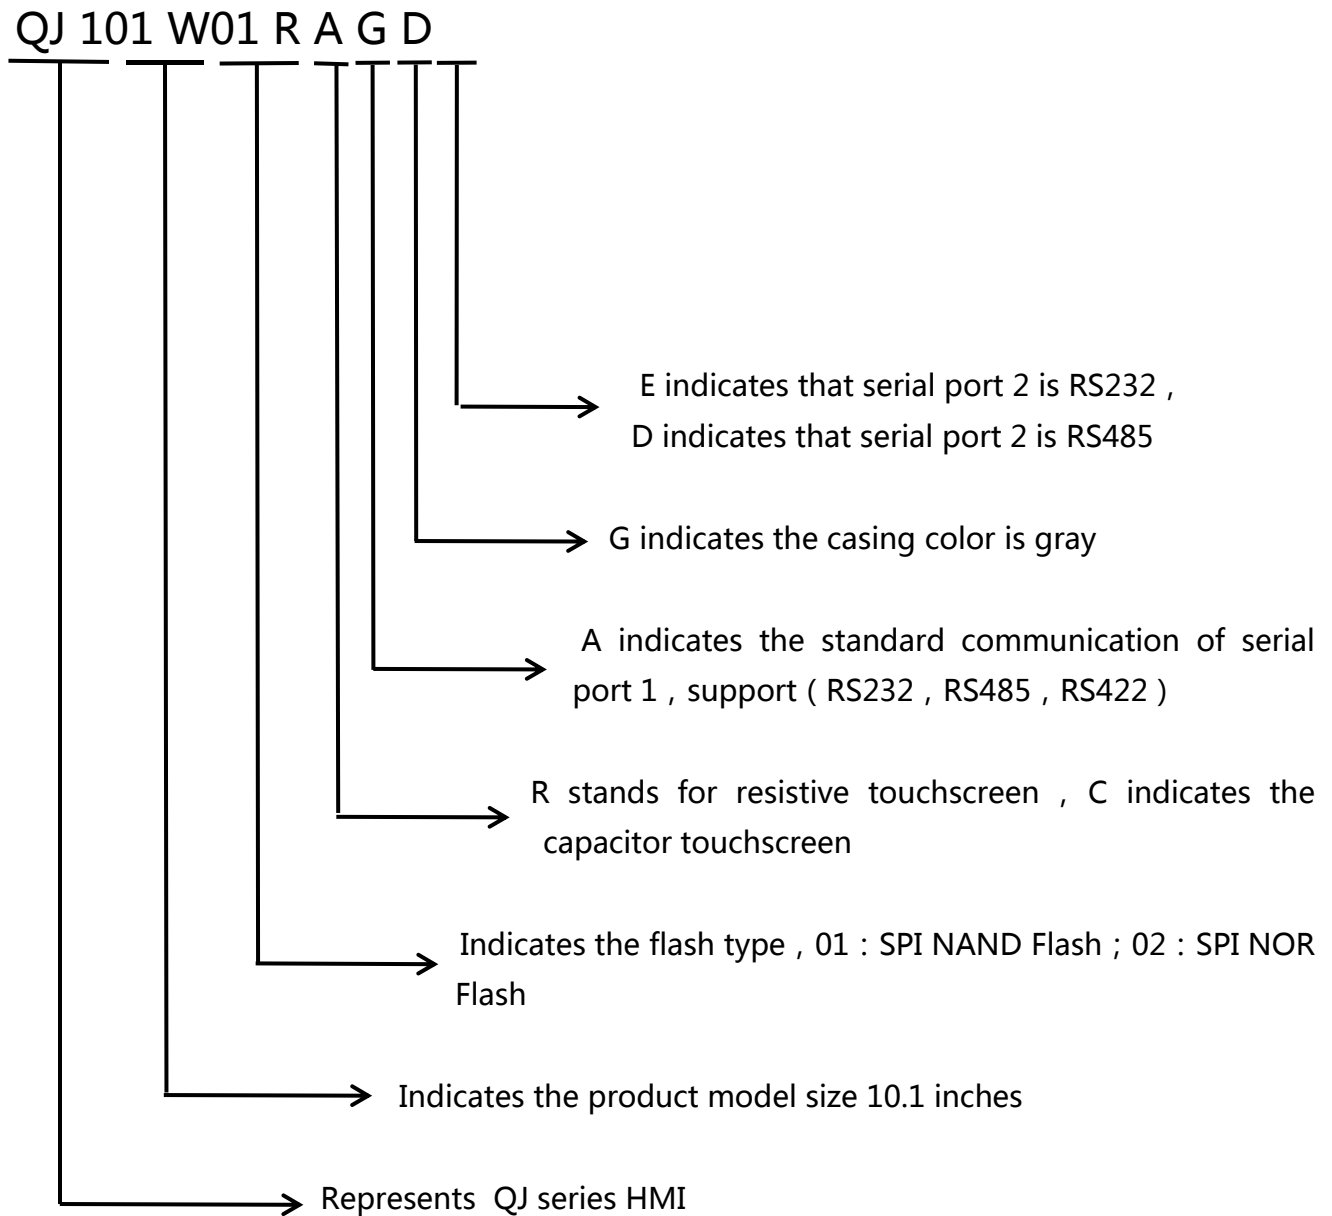 QJ 101 W01 R A G D
E indicates that serial port 2 is RS232 ,
D indicates that serial port 2 is RS485
G indicates the casing color is gray
A indicates the standard communication of serial
port 1 , support ( RS232 , RS485 , RS422 )
R stands for resistive touchscreen , C indicates the
capacitor touchscreen
Indicates the flash type , 01 : SPI NAND Flash ; 02 : SPI NOR
Flash
Indicates the product model size 10.1 inches
Represents QJ series HMI